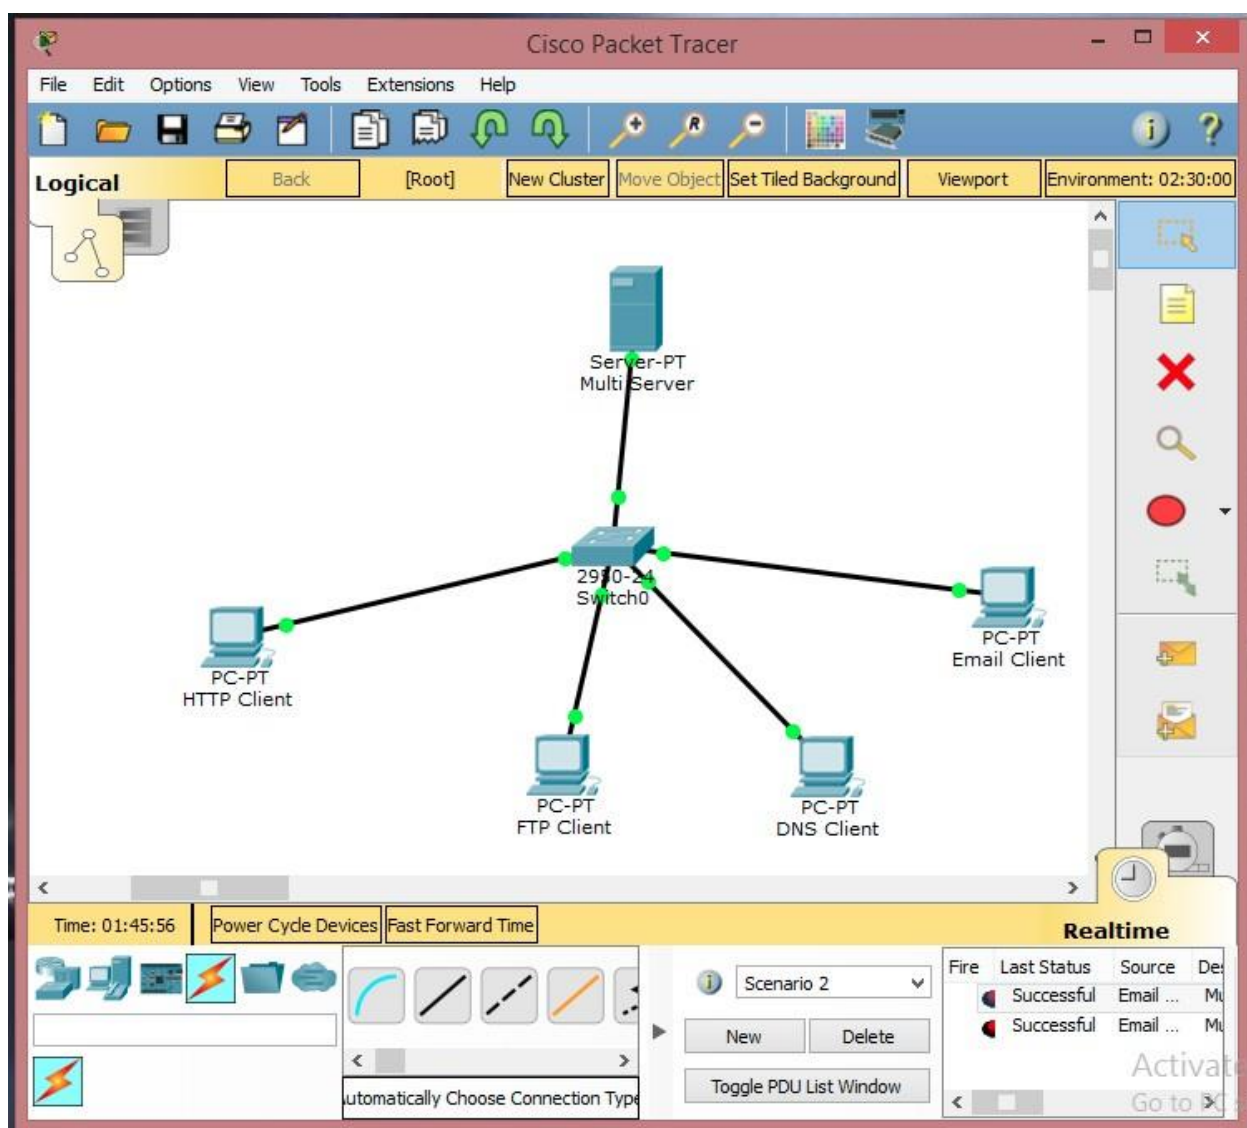 Cisco Packet Tracer
File Edit Options View Tools Extensions Help
Logical
Back
[Root]
New Cluster
Move Object
Set Tiled Background
Viewport
Environment: 02:30:00
Server-PT
Multi Server
2950-24
Switch0
PC-PT
Email Client
PC-PT
HTTP Client
PC-PT
FTP Client
PC-PT
DNS Client
Time: 01:45:56
Power Cycle Devices
Fast Forward Time
Realtime
Scenario 2
New
Delete
Toggle PDU List Window
Fire Last Status Source
Successful Email ...
Successful Email ...
Choose Connection
Go to PC